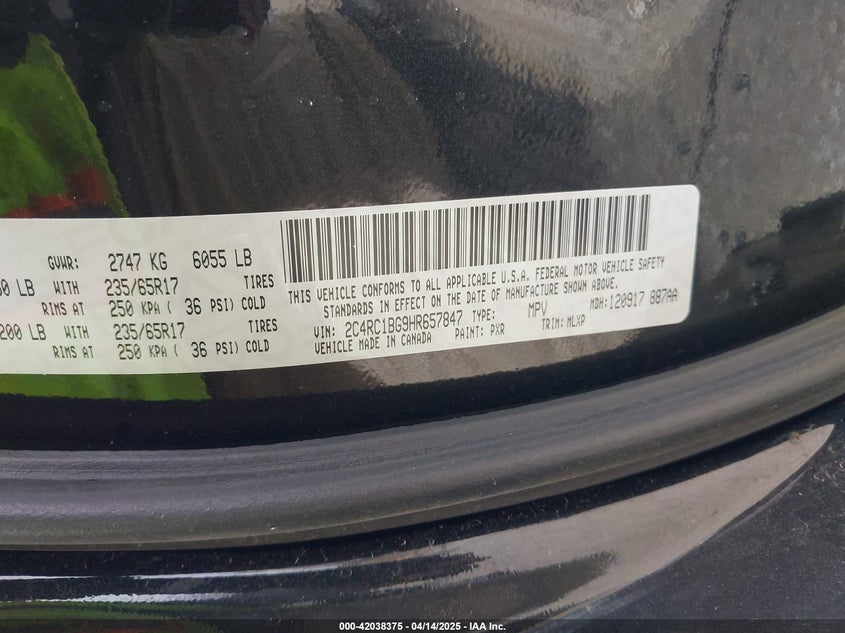 GVWR: 2747 KG 6055 LB
0 LB WITH 235/65R17 TIRES
RIMS AT 250 KPA ( 36 PSI) COLD
200 LB WITH 235/65R17 TIRES
RIMS AT 250 KPA ( 36 PSI) COLD
THIS VEHICLE CONFORMS TO ALL APPLICABLE U.S.A. FEDERAL MOTOR VEHICLE SAFETY
STANDARDS IN EFFECT ON THE DATE OF MANUFACTURE SHOWN ABOVE.
VIN: 2C4RC1BG9HR657847 TYPE: MPV MDH: 120917 887AA
VEHICLE MADE IN CANADA PAINT: PXR TRIM: MLXP
000-42038375 - 04/14/2025 - IAA Inc.